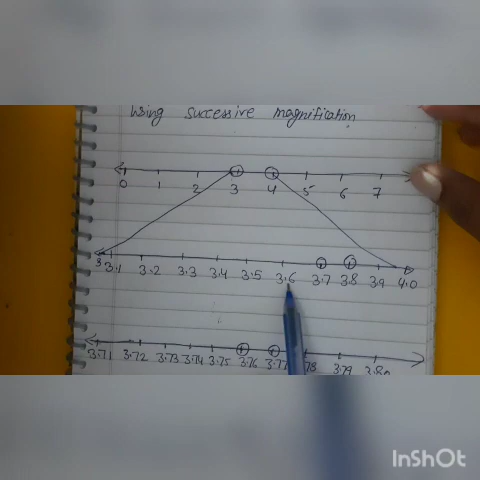 Using successive magnification
0 1 2 3 4 5 6 7
3 3.1 3.2 3.3 3.4 3.5 3.6 3.7 3.8 3.9 4.0
3.71 3.72 3.73 3.74 3.75 3.76 3.77 3.78 3.79 3.80
InShOt